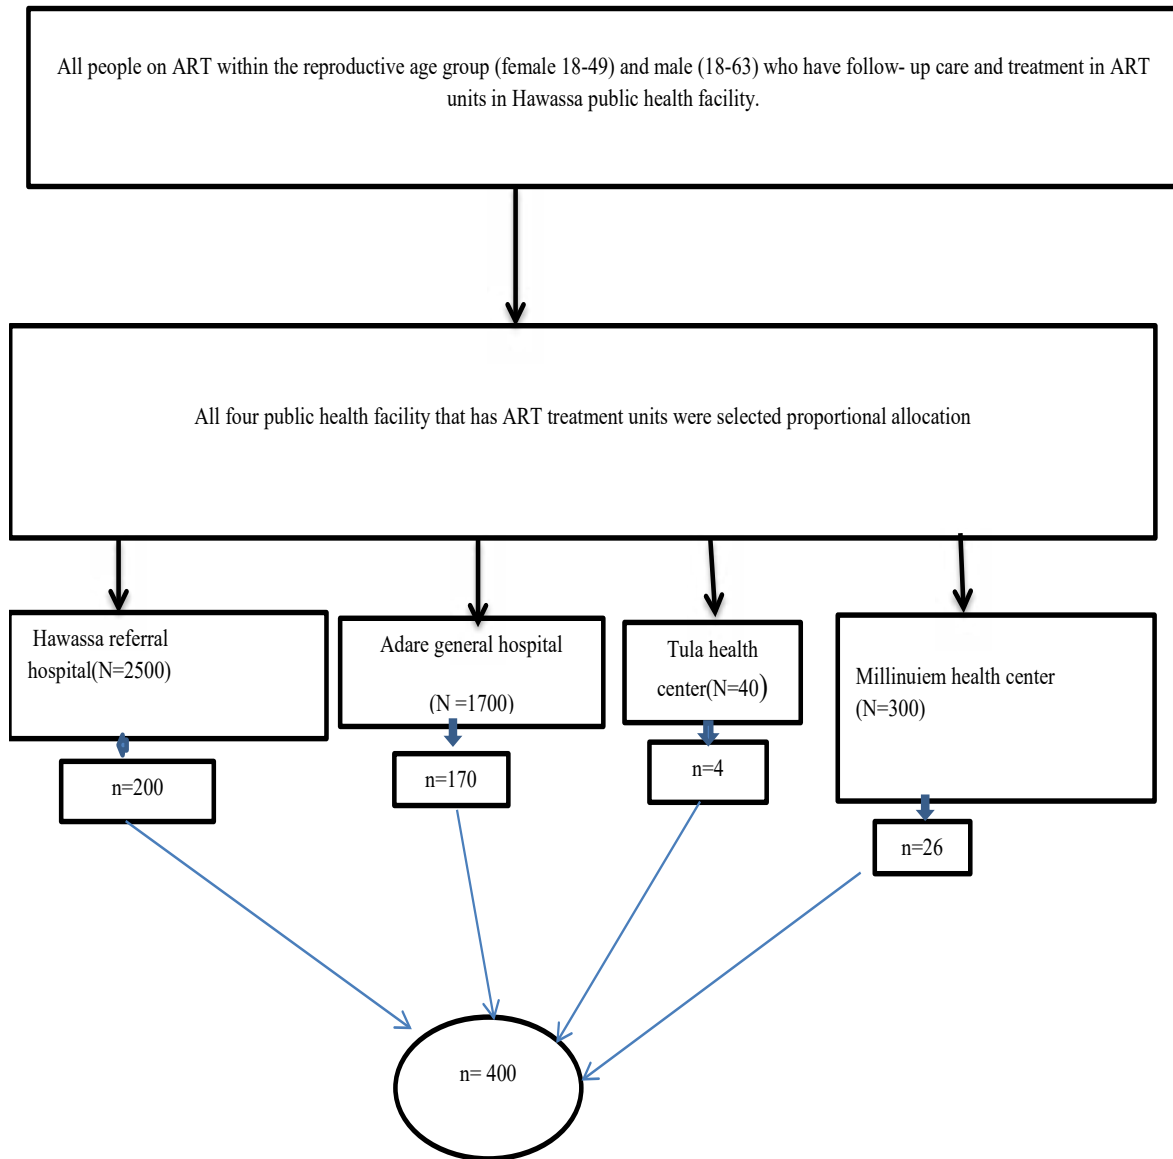 All people on ART within the reproductive age group (female 18-49) and male (18-63) who have follow- up care and treatment in ART
units in Hawassa public health facility.
All four public health facility that has ART treatment units were selected proportional allocation
Hawassa referral
hospital(N=2500)
Adare general hospital
(N =1700)
Tula health
center(N=40)
Millinuiem health center
(N=300)
n=200
n=170
n=4
n=26
n= 400